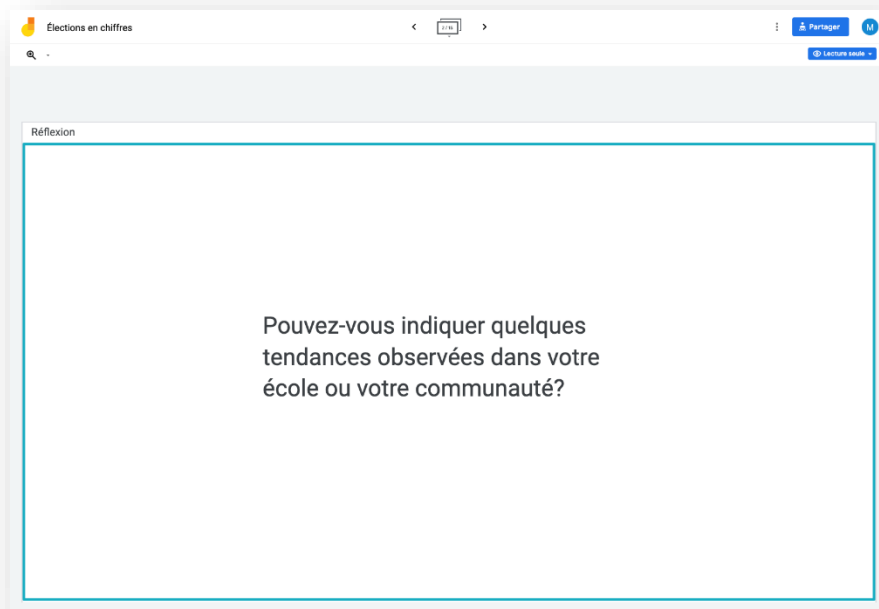 Élections en chiffres
Partager
M
-
Lecture seule
Réflexion
Pouvez-vous indiquer quelques
tendances observées dans votre
école ou votre communauté?